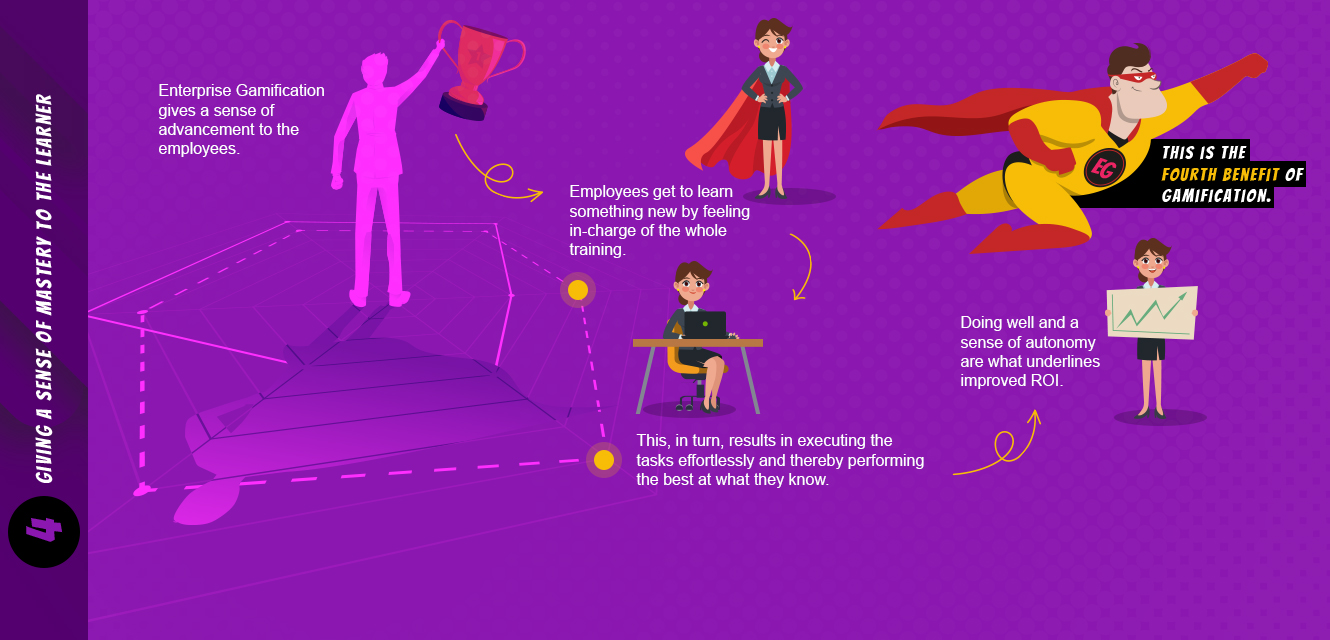 GIVING A SENSE OF MASTERY TO THE LEARNER
4
Enterprise Gamification
gives a sense of
advancement to the
employees.
Employees get to learn
something new by feeling
in-charge of the whole
training.
This, in turn, results in executing the
tasks effortlessly and thereby performing
the best at what they know.
Doing well and a
sense of autonomy
are what underlines
improved ROI.
EG
THIS IS THE
FOURTH BENEFIT OF
GAMIFICATION.